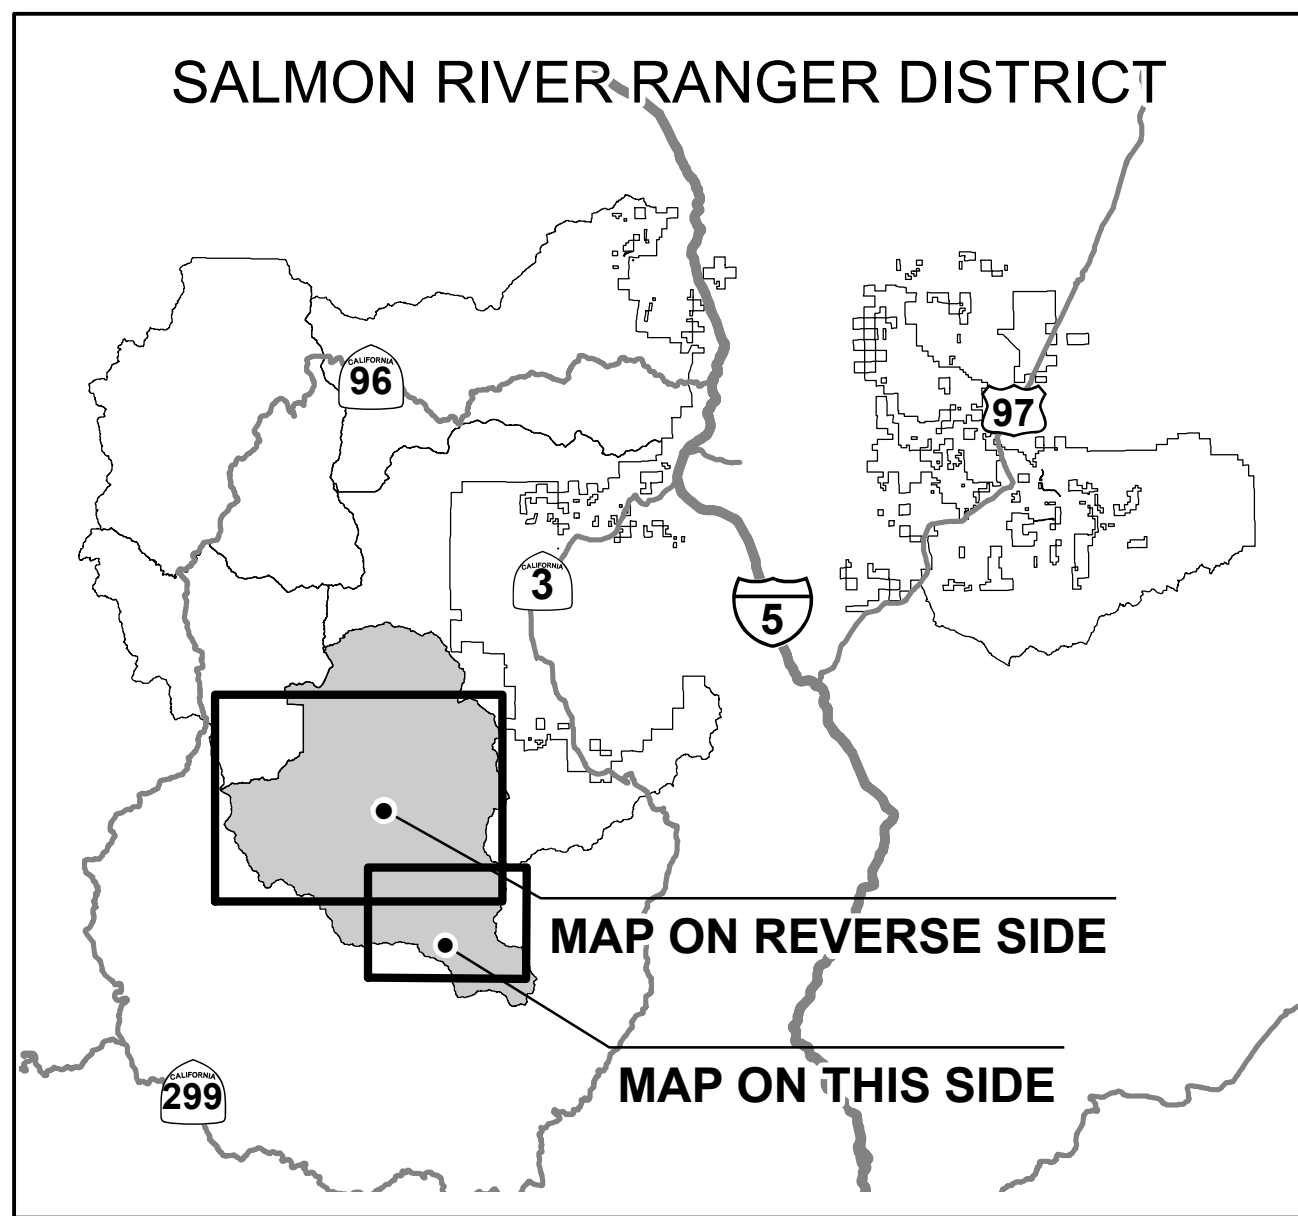 SALMON RIVER RANGER DISTRICT
CALIFORNIA
96
97
CALIFORNIA
3
5
MAP ON REVERSE SIDE
MAP ON THIS SIDE
CALIFORNIA
299